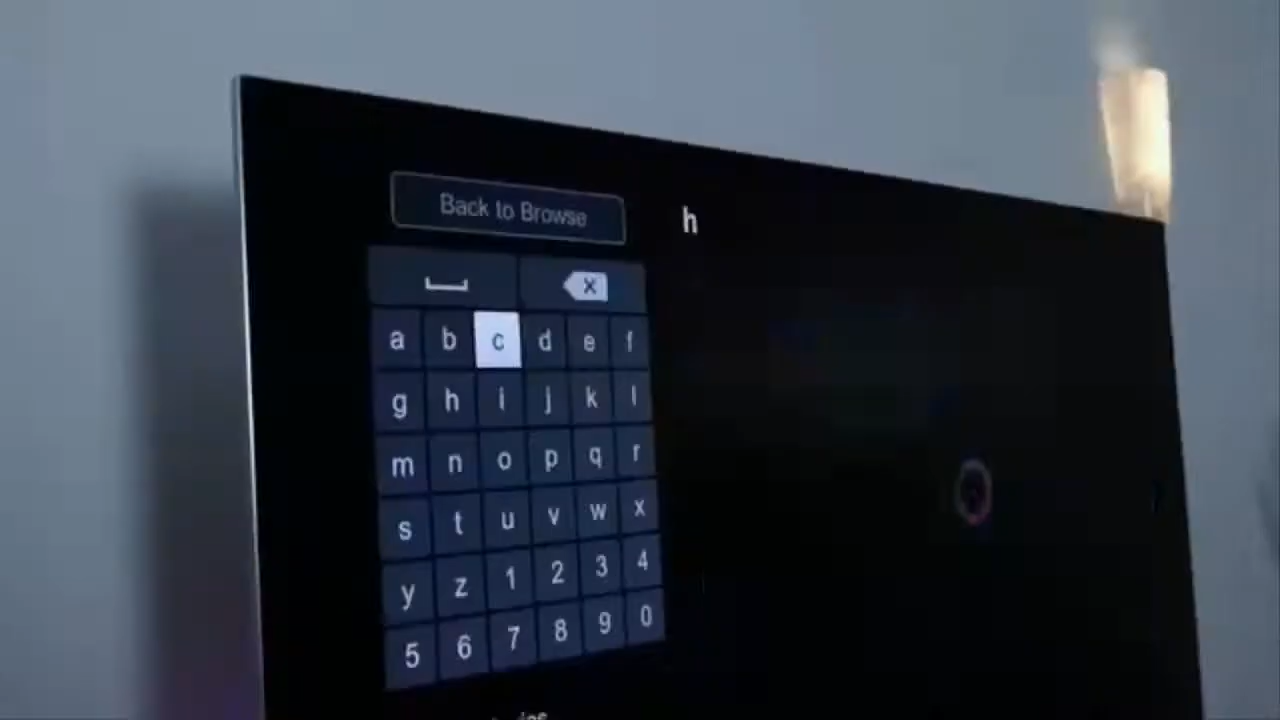 Back to Browse
h
a b c d e f
g h i j k l
m n o p q r
s t u v w x
y z 1 2 3 4
5 6 7 8 9 0